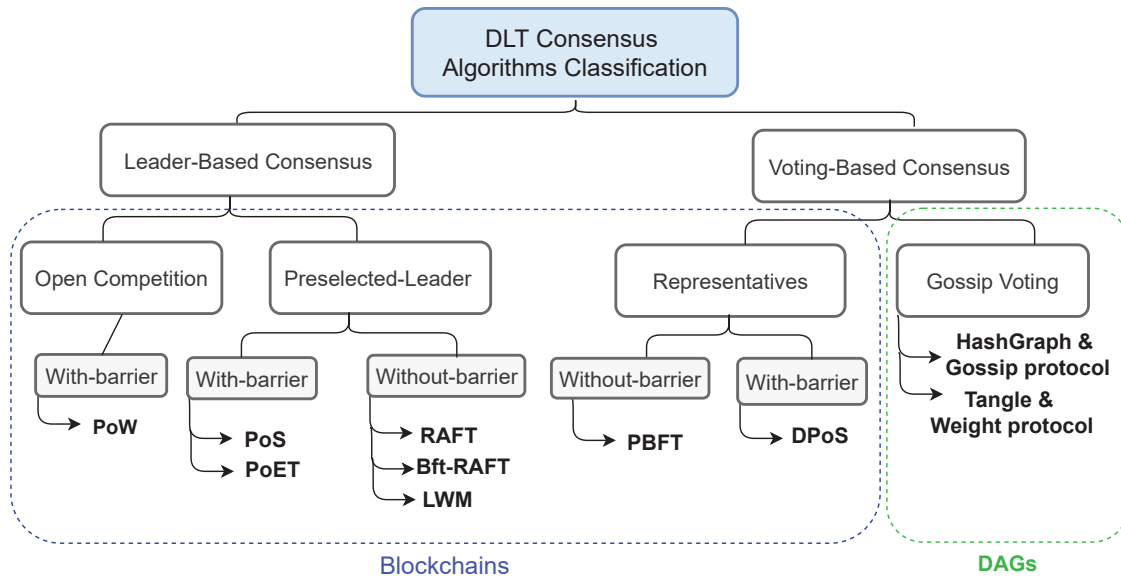 DLT Consensus
Algorithms Classification
Leader-Based Consensus
Voting-Based Consensus
Open Competition
Preselected-Leader
Representatives
Gossip Voting
With-barrier
With-barrier
Without-barrier
Without-barrier
With-barrier
HashGraph &
Gossip protocol
Tangle &
Weight protocol
PoW
PoS
PoET
RAFT
Bft-RAFT
LWM
PBFT
DPoS
Blockchains
DAGs